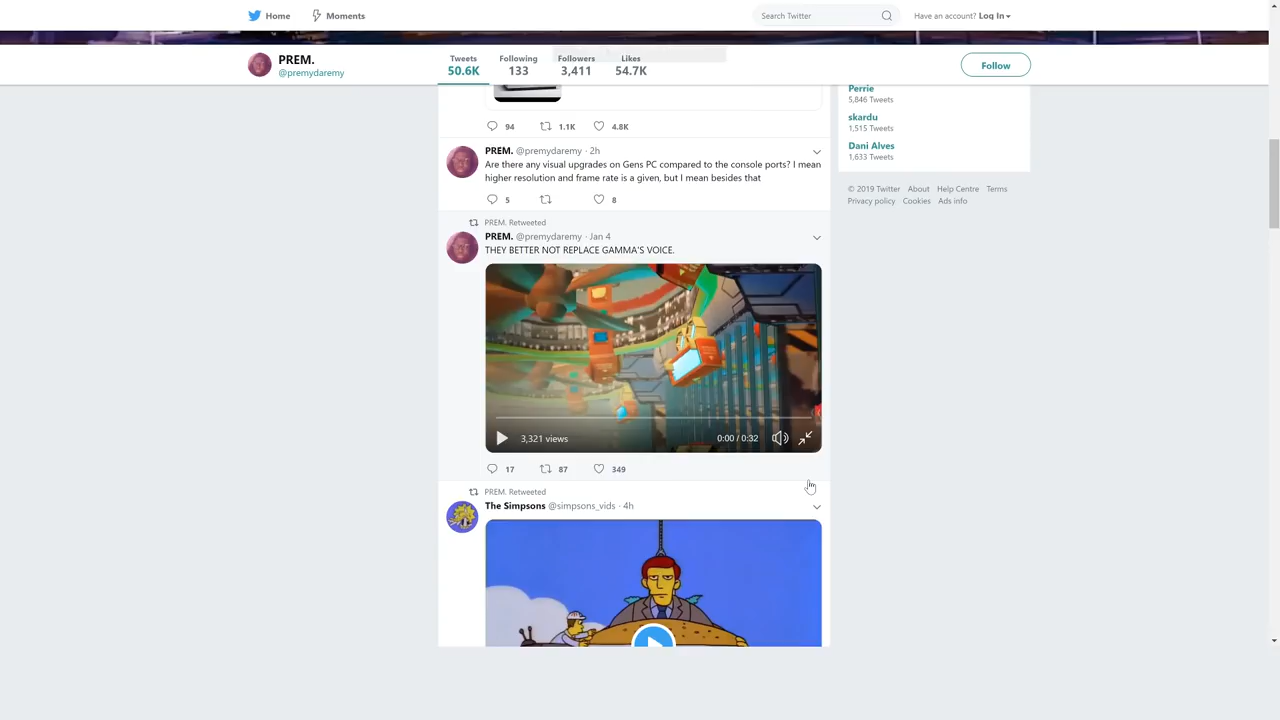 Home
Moments
Search Twitter
Have an account? Log In
PREM.
@premydaremy
Tweets
50.6K
Following
133
Followers
3,411
Likes
54.7K
Follow
94
1.1K
4.8K
Perrie
5,846 Tweets
skardu
1,515 Tweets
Dani Alves
1,633 Tweets
© 2019 Twitter About Help Centre Terms
Privacy policy Cookies Ads info
PREM. @premydaremy · 2h
Are there any visual upgrades on Gens PC compared to the console ports? I mean
higher resolution and frame rate is a given, but I mean besides that
5
8
PREM. Retweeted
PREM. @premydaremy · Jan 4
THEY BETTER NOT REPLACE GAMMA'S VOICE.
3,321 views
0:00 / 0:32
17
87
349
PREM. Retweeted
The Simpsons @simpsons_vids · 4h